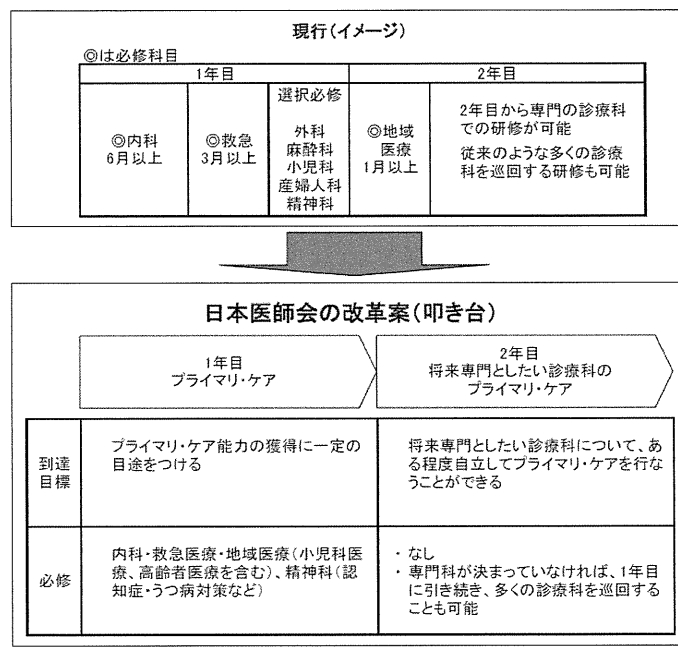 現行(イメージ)
◎は必修科目
1年目
2年目
◎内科
6月以上
◎救急
3月以上
選択必修
外科
麻酔科
小児科
産婦人科
精神科
◎地域
医療
1月以上
2年目から専門の診療科
での研修が可能
従来のような多くの診療
科を巡回する研修も可能
日本医師会の改革案(叩き台)
1年目
プライマリ・ケア
2年目
将来専門としたい診療科の
プライマリ・ケア
到達
目標
プライマリ・ケア能力の獲得に一定の
目途をつける
将来専門としたい診療科について、あ
る程度自立してプライマリ・ケアを行な
うことができる
必修
内科・救急医療・地域医療(小児科医
療、高齢者医療を含む)、精神科(認
知症・うつ病対策など)
・なし
・専門科が決まっていなければ、1年目
に引き続き、多くの診療科を巡回する
ことも可能